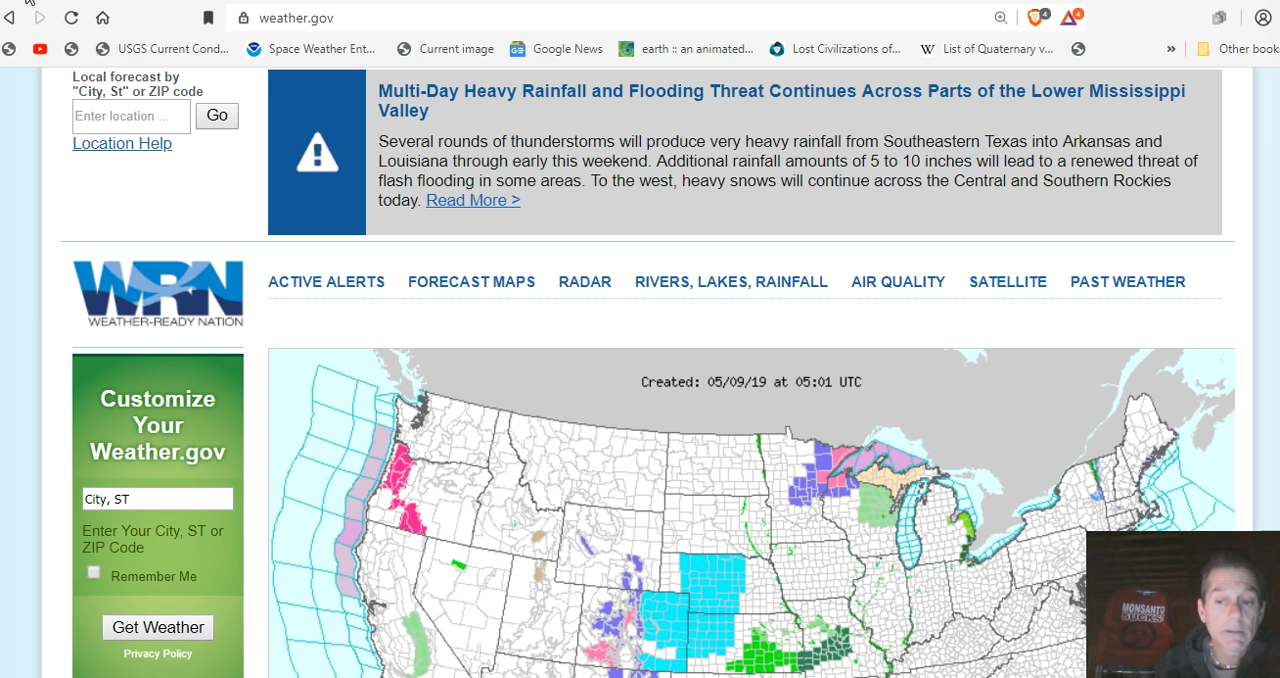 weather.gov
4
4
USGS Current Cond...
Space Weather Ent...
Current image
Google News
earth :: an animated...
Lost Civilizations of...
List of Quaternary v...
»
Other book
Local forecast by
"City, St" or ZIP code
Enter location ...
Go
Location Help
Multi-Day Heavy Rainfall and Flooding Threat Continues Across Parts of the Lower Mississippi
Valley
Several rounds of thunderstorms will produce very heavy rainfall from Southeastern Texas into Arkansas and
Louisiana through early this weekend. Additional rainfall amounts of 5 to 10 inches will lead to a renewed threat of
flash flooding in some areas. To the west, heavy snows will continue across the Central and Southern Rockies
today. Read More >
WRN
WEATHER-READY NATION
ACTIVE ALERTS
FORECAST MAPS
RADAR
RIVERS, LAKES, RAINFALL
AIR QUALITY
SATELLITE
PAST WEATHER
Customize
Your
Weather.gov
City, ST
Enter Your City, ST or
ZIP Code
Remember Me
Get Weather
Privacy Policy
Created: 05/09/19 at 05:01 UTC
MONSANTO
SUCKS!